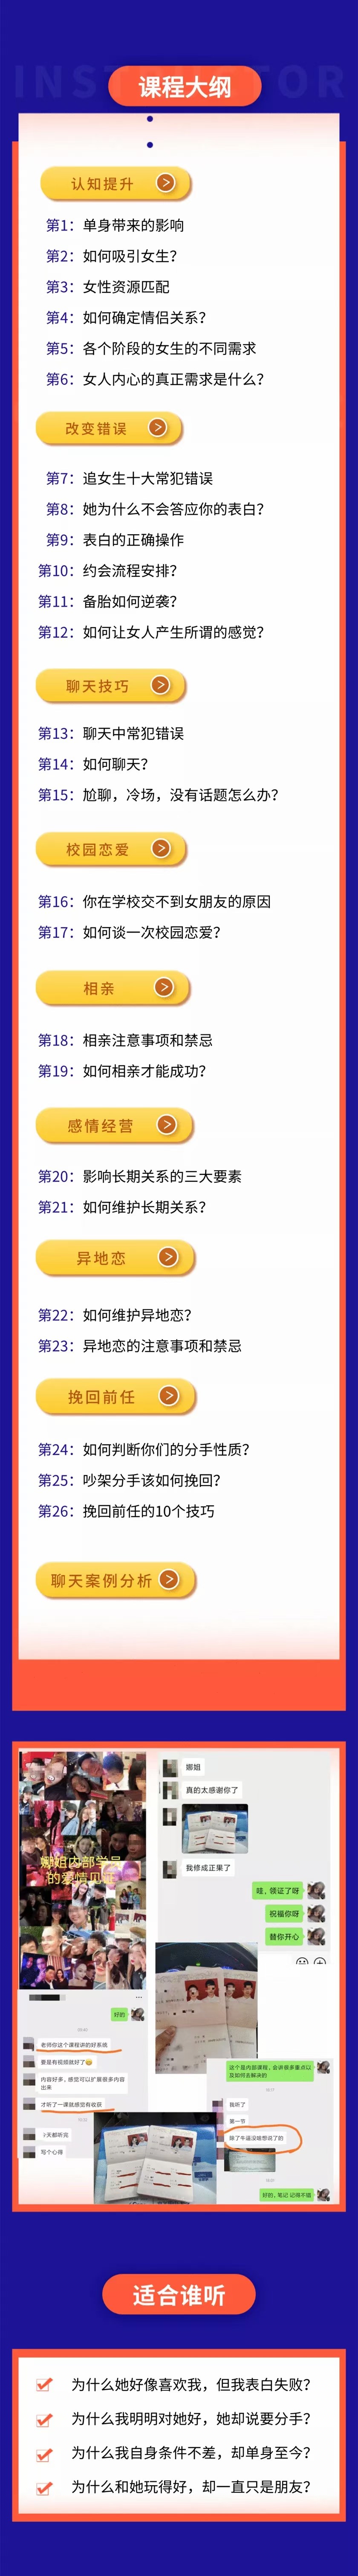 INSTRUCTOR
课程大纲
认知提升
第1：单身带来的影响
第2：如何吸引女生？
第3：女性资源匹配
第4：如何确定情侣关系？
第5：各个阶段的女生的不同需求
第6：女人内心的真正需求是什么？
改变错误
第7：追女生十大常犯错误
第8：她为什么不会答应你的表白？
第9：表白的正确操作
第10：约会流程安排？
第11：备胎如何逆袭？
第12：如何让女人产生所谓的感觉？
聊天技巧
第13：聊天中常犯错误
第14：如何聊天？
第15：尬聊，冷场，没有话题怎么办？
校园恋爱
第16：你在学校交不到女朋友的原因
第17：如何谈一次校园恋爱？
相亲
第18：相亲注意事项和禁忌
第19：如何相亲才能成功？
感情经营
第20：影响长期关系的三大要素
第21：如何维护长期关系？
异地恋
第22：如何维护异地恋？
第23：异地恋的注意事项和禁忌
挽回前任
第24：如何判断你们的分手性质？
第25：吵架分手该如何挽回？
第26：挽回前任的10个技巧
聊天案例分析
娜姐
真的太感谢你了
我修成正果了
哇，领证了呀
祝福你呀
替你开心
娜姐内部学员
的爱情见证
好的
老师你这个课程讲的好系统
要是有视频就好了
内容好多，感觉可以扩展很多内容
出来
才听了一课就感觉有收获
3天都听完
写个心得
这个是内部课程，会讲很多重点以
及如何去解决的
我听了
第一节
除了牛逼没啥想说了的
好的，笔记 记得不错
适合谁听
为什么她好像喜欢我，但我表白失败？
为什么我明明对她好，她却说要分手？
为什么我自身条件不差，却单身至今？
为什么和她玩得好，却一直只是朋友？